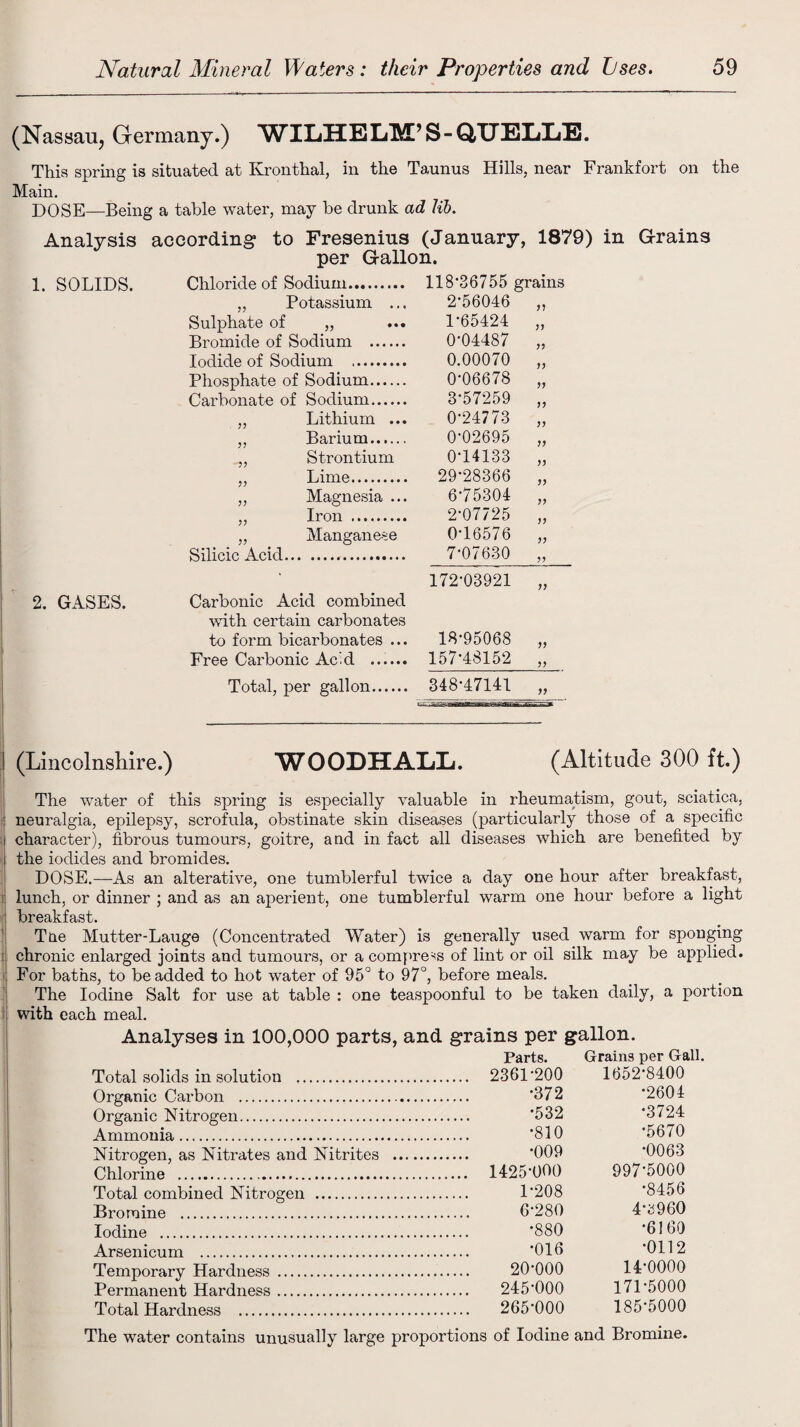 Natural Mineral Waters: their Properties and Uses. 59
(Nassau, Germany.) WILHELM'S-QUELLE.
This spring is situated at Kronthal, in the Taunus Hills, near Frankfort on the
Main.
DOSE—Being a table water, may be drunk ad lib.
Analysis according to Fresenius (January, 1879) in Grains
per Gallon.
1. SOLIDS. Chloride of Sodium.......... 118·36755 grains
„ Potassium ... 2·56046 „
Sulphate of „ ... 1·65424 „
Bromide of Sodium ...... 0·04487 „
Iodide of Sodium .......... 0.00070 „
Phosphate of Sodium...... 0·06678 „
Carbonate of Sodium...... 3·57259 „
„ Lithium ... 0·24773 „
„ Barium...... 0·02695 „
„ Strontium 0·14133 „
„ Lime.......... 29·28366 „
„ Magnesia ... 6·75304 „
„ Iron .......... 2·07725 „
„ Manganese 0·16576 „
Silicic Acid... ................ 7·07630 „
172·03921 „
2. GASES. Carbonic Acid combined
with certain carbonates
to form bicarbonates ... 18·95068 „
Free Carbonic Acid ...... 157·48152 „
Total, per gallon...... 348·47141 „
(Lincolnshire.) WOODHALL. (Altitude 300 ft.)
The water of this spring is especially valuable in rheumatism, gout, sciatica,
neuralgia, epilepsy, scrofula, obstinate skin diseases (particularly those of a specific
character), fibrous tumours, goitre, and in fact all diseases which are benefited by
the iodides and bromides.
DOSE.—As an alterative, one tumblerful twice a day one hour after breakfast,
lunch, or dinner ; and as an aperient, one tumblerful warm one hour before a light
breakfast.
The Mutter-Lauge (Concentrated Water) is generally used warm for sponging
chronic enlarged joints and tumours, or a compress of lint or oil silk may be applied.
For baths, to be added to hot water of 95° to 97°, before meals.
The Iodine Salt for use at table : one teaspoonful to be taken daily, a portion
with each meal.
Analyses in 100,000 parts, and grains per gallon.
Parts. Grains per Gall.
Total solids in solution .......................... 2361·200 1652·8400
Organic Carbon .......................... ·372 ·2604
Organic Nitrogen.......................... ·532 ·3724
Ammonia.......................... ·810 ·5670
Nitrogen, as Nitrates and Nitrites ............. ·009 ·0063
Chlorine .......................... 1425·000 997·5000
Total combined Nitrogen .......................... 1·208 ·8456
Bromine .......................... 6·280 4·3960
Iodine .......................... ·880 ·6160
Arsenicum .......................... ·016 ·0112
Temporary Hardness .......................... 20·000 14·0000
Permanent Hardness .......................... 245·000 171·5000
Total Hardness .......................... 265·000 185·5000
The water contains unusually large proportions of Iodine and Bromine.